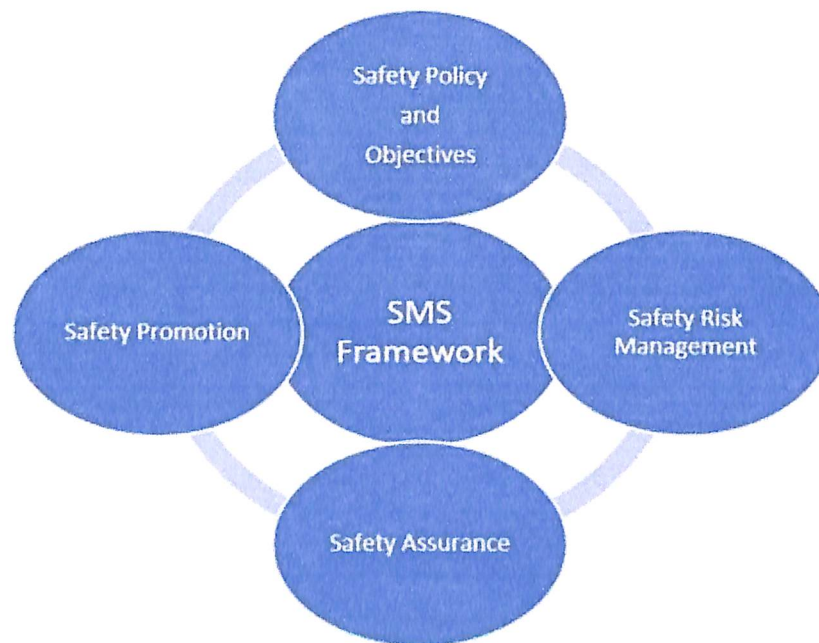 Safety Policy
and
Objectives
Safety Promotion
SMS
Framework
Safety Risk
Management
Safety Assurance